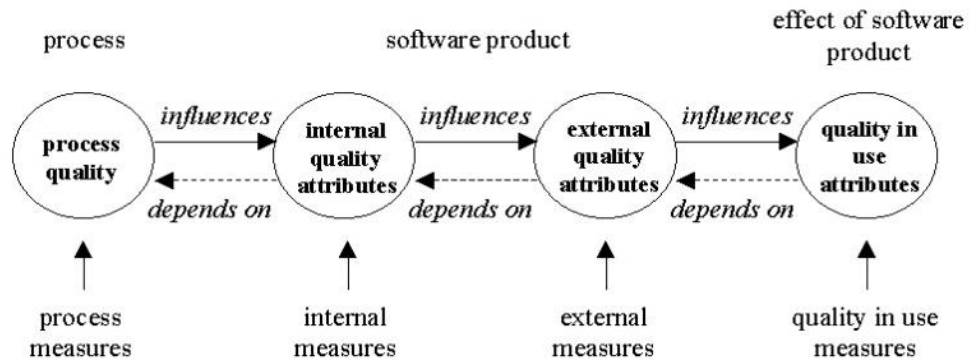 process
software product
effect of software
product
influences
influences
influences
process
quality
internal
quality
attributes
external
quality
attributes
quality in
use
attributes
depends on
depends on
depends on
process
measures
internal
measures
external
measures
quality in use
measures